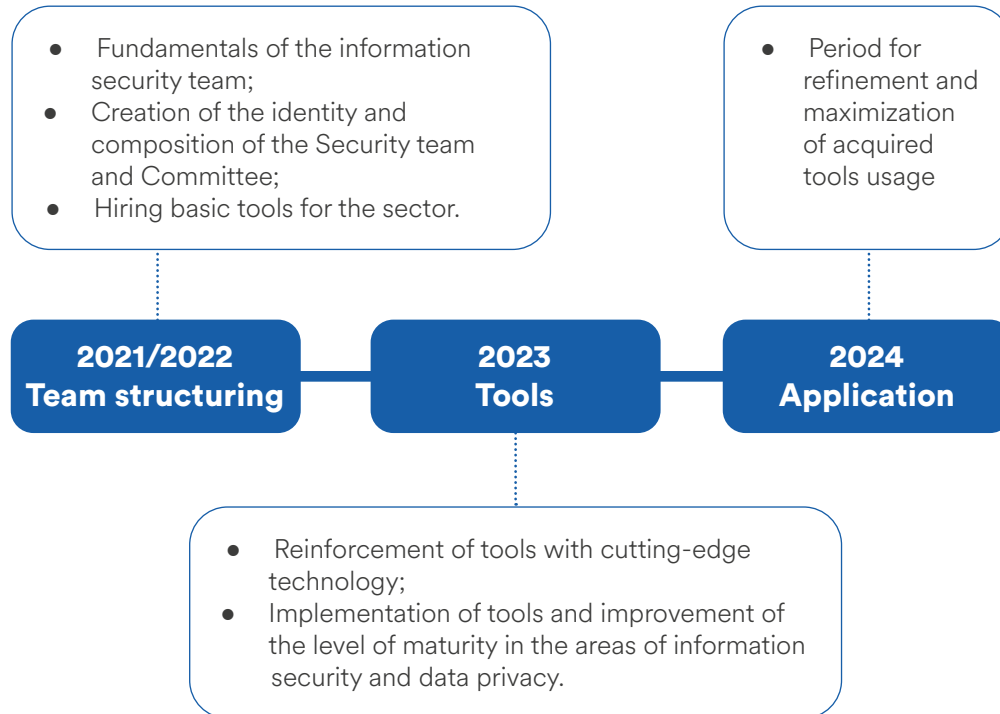 ● Fundamentals of the information
security team;
● Creation of the identity and
composition of the Security team
and Committee;
● Hiring basic tools for the sector.
● Period for
refinement and
maximization
of acquired
tools usage
2021/2022
Team structuring
2023
Tools
2024
Application
● Reinforcement of tools with cutting-edge
technology;
● Implementation of tools and improvement of
the level of maturity in the areas of information
security and data privacy.